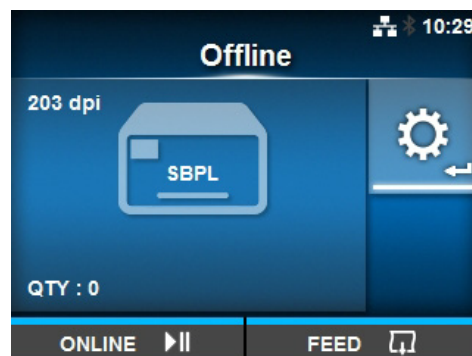 10:29
Offline
203 dpi
SBPL
QTY : 0
ONLINE FEED